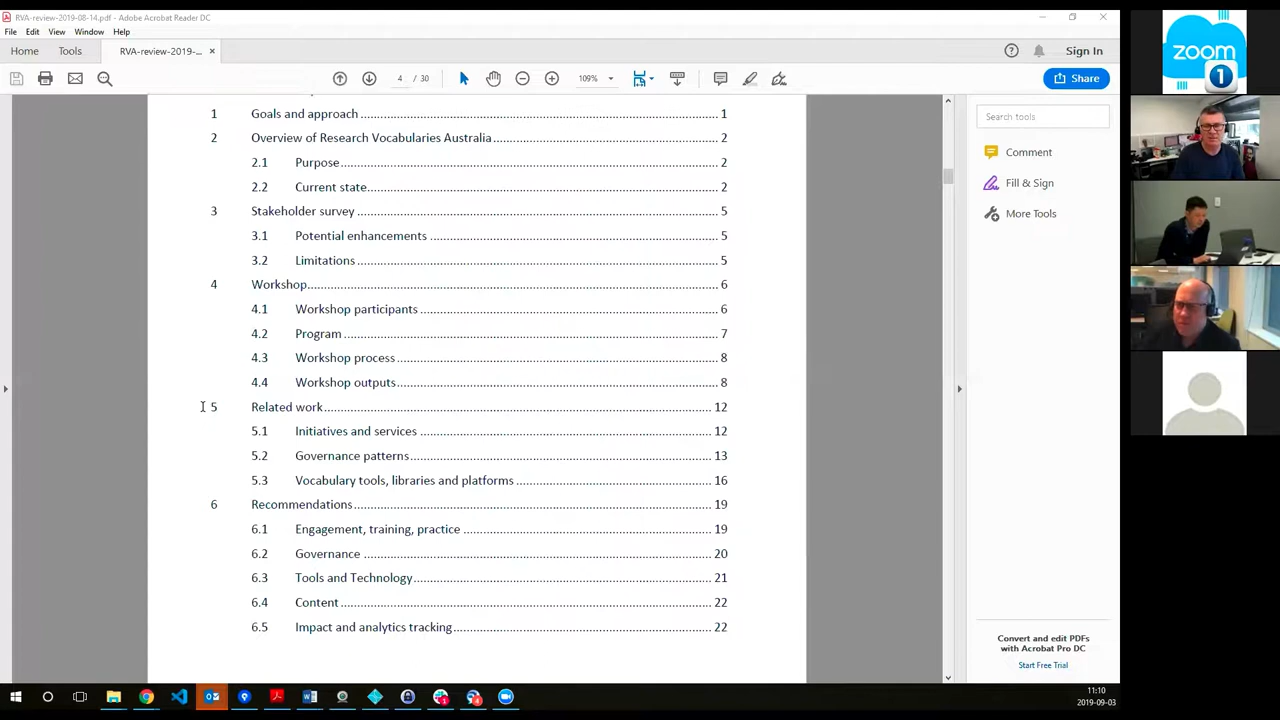 RVA-review-2019-08-14.pdf - Adobe Acrobat Reader DC
File Edit View Window Help
Home Tools RVA-review-2019-... × Sign In
4 / 30 109% Share
1 Goals and approach 1
2 Overview of Research Vocabularies Australia 2
2.1 Purpose 2
2.2 Current state 2
3 Stakeholder survey 5
3.1 Potential enhancements 5
3.2 Limitations 5
4 Workshop 6
4.1 Workshop participants 6
4.2 Program 7
4.3 Workshop process 8
4.4 Workshop outputs 8
5 Related work 12
5.1 Initiatives and services 12
5.2 Governance patterns 13
5.3 Vocabulary tools, libraries and platforms 16
6 Recommendations 19
6.1 Engagement, training, practice 19
6.2 Governance 20
6.3 Tools and Technology 21
6.4 Content 22
6.5 Impact and analytics tracking 22
Search tools
Comment
Fill & Sign
More Tools
Convert and edit PDFs
with Acrobat Pro DC
Start Free Trial
zoom
1
11:10
2019-09-03